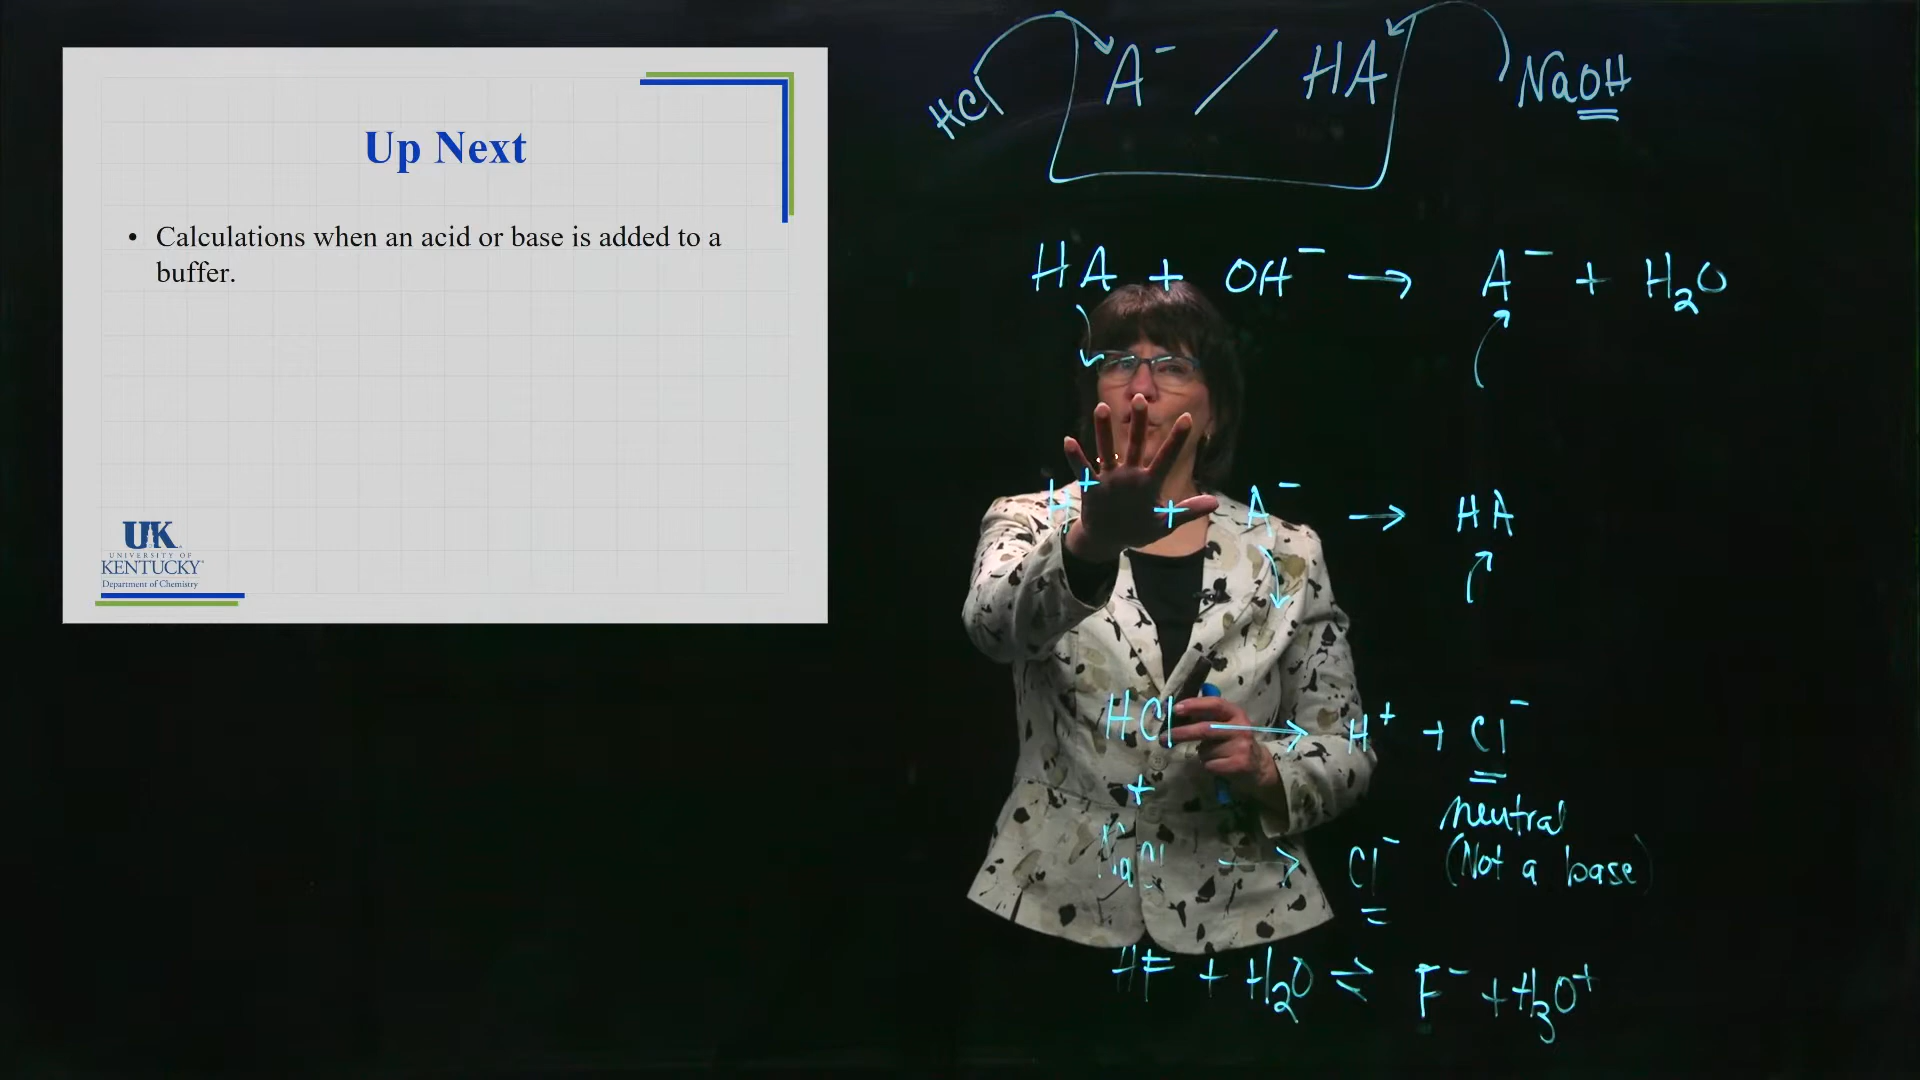 Up Next
• Calculations when an acid or base is added to a
buffer.
UK
UNIVERSITY OF
KENTUCKY
Department of Chemistry
HCl A⁻ / HA NaOH
HA + OH⁻ → A⁻ + H₂O
H⁺ + A⁻ → HA
HCl → H⁺ + Cl⁻
+
neutral
NaCl → Cl⁻ (Not a base)
HF + H₂O ⇌ F⁻ + H₃O⁺